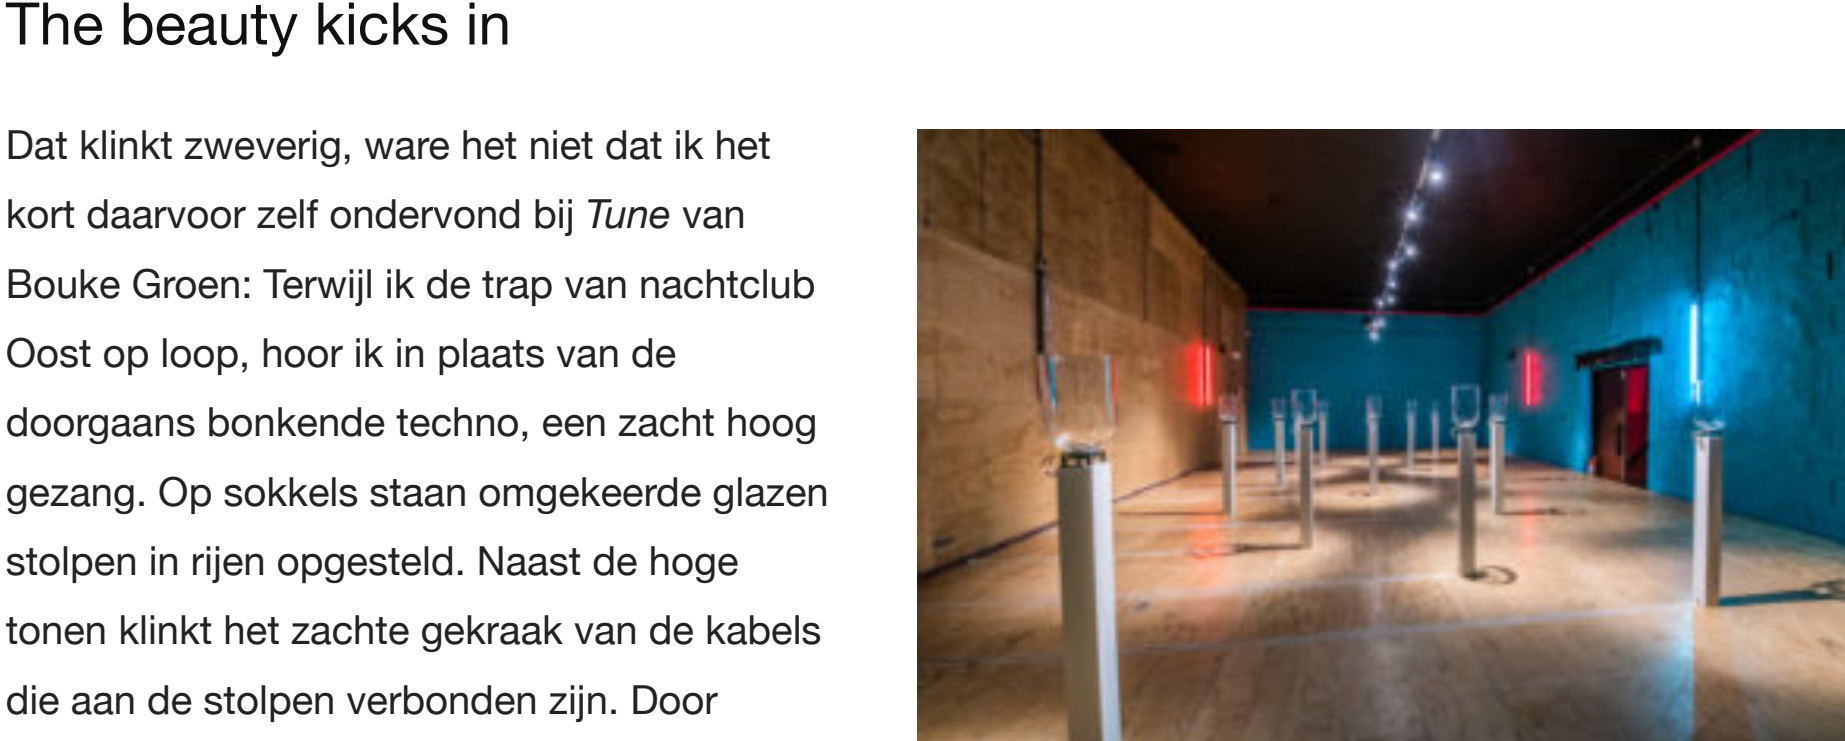 The beauty kicks in
Dat klinkt zweverig, ware het niet dat ik het
kort daarvoor zelf ondervond bij Tune van
Bouke Groen: Terwijl ik de trap van nachtclub
Oost op loop, hoor ik in plaats van de
doorgaans bonkende techno, een zacht hoog
gezang. Op sokkels staan omgekeerde glazen
stolpen in rijen opgesteld. Naast de hoge
tonen klinkt het zachte gekraak van de kabels
die aan de stolpen verbonden zijn. Door